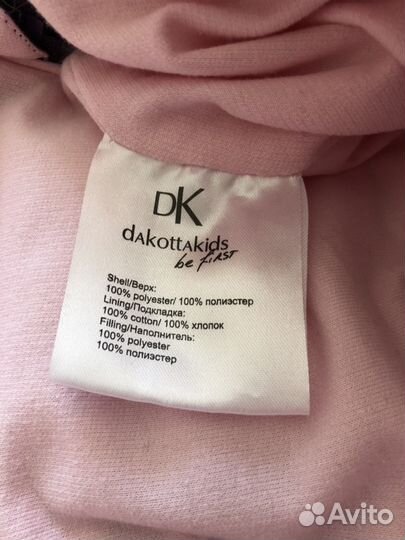 DK
dAkottAkids
be first
Shell/Верх:
100% polyester/ 100% полиэстер
Lining/Подкладка:
100% cotton/ 100% хлопок
Filling/Наполнитель:
100% polyester
100% полиэстер
Avito